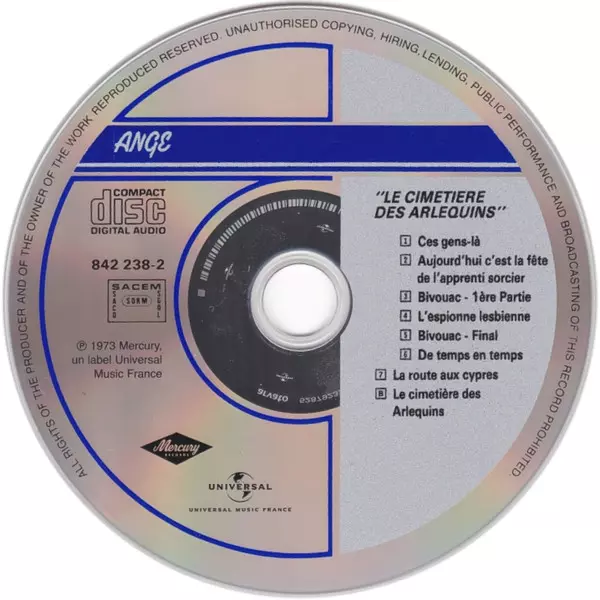 ALL RIGHTS OF THE PRODUCER AND OF THE OWNER OF THE WORK REPRODUCED RESERVED. UNAUTHORISED COPYING, HIRING, LENDING, PUBLIC PERFORMANCE AND BROADCASTING OF THIS RECORD PROHIBITED.
ANGE
COMPACT
disc
DIGITAL AUDIO
842 238-2
SACEM
SACD
SDRM
SGDL
℗ 1973 Mercury,
un label Universal
Music France
Mercury
RECORDS
UNIVERSAL
UNIVERSAL MUSIC FRANCE
"LE CIMETIERE
DES ARLEQUINS"
1 Ces gens-là
2 Aujourd'hui c'est la fête
de l'apprenti sorcier
3 Bivouac - 1ère Partie
4 L'espionne lesbienne
5 Bivouac - Final
6 De temps en temps
7 La route aux cypres
8 Le cimetière des
Arlequins
arvato